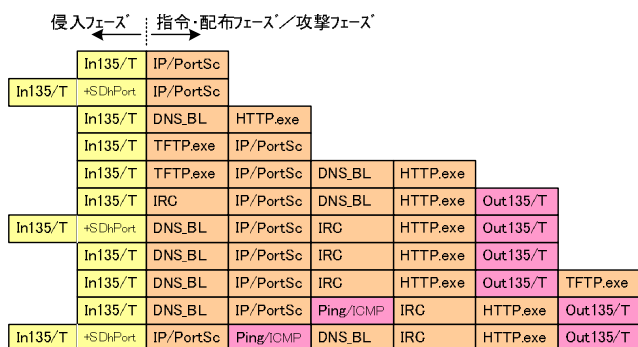 侵入フェーズ 指令・配布フェーズ/攻撃フェーズ
In135/T IP/PortSc
In135/T +SDhPort IP/PortSc
In135/T DNS_BL HTTP.exe
In135/T TFTP.exe IP/PortSc
In135/T TFTP.exe IP/PortSc DNS_BL HTTP.exe
In135/T IRC IP/PortSc DNS_BL HTTP.exe Out135/T
In135/T +SDhPort DNS_BL IP/PortSc IRC HTTP.exe Out135/T
In135/T DNS_BL IP/PortSc IRC HTTP.exe Out135/T
In135/T DNS_BL IP/PortSc IRC HTTP.exe Out135/T TFTP.exe
In135/T DNS_BL IP/PortSc Ping/ICMP IRC HTTP.exe Out135/T
In135/T +SDhPort IP/PortSc Ping/ICMP DNS_BL IRC HTTP.exe Out135/T